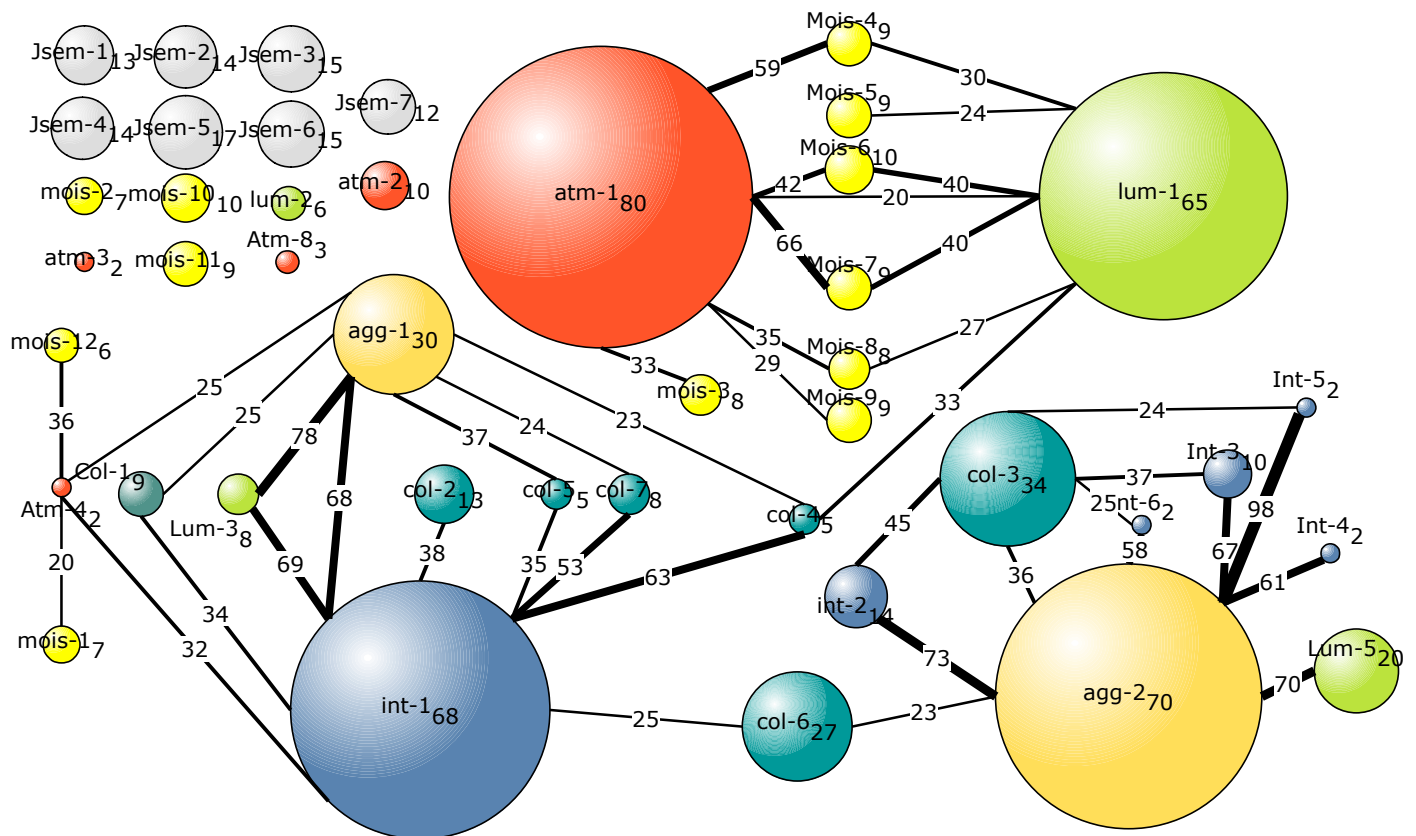 Mois-4 9
Jsem-1 13
Jsem-2 14
Jsem-3 15
59
30
Jsem-7 12
Mois-5 9
24
Jsem-4 14
Jsem-5 17
Jsem-6 15
Mois-6 10
mois-2 7
mois-10 10
lum-2 6
atm-2 10
atm-1 80
42
40
20
lum-1 65
Atm-8 3
66
40
atm-3 2
mois-11 9
Mois-7 9
agg-1 30
35
27
mois-12 6
Mois-8 8
33
29
25
mois-3 8
Int-5 2
25
23
Mois-9 9
33
24
36
78
37
24
Col-1 9
68
col-2 13
col-5 5
col-7 8
col-3 34
37
Int-3 10
Atm-4 2
Lum-3 8
col-4 5
45
25
nt-6 2
98
Int-4 2
20
69
38
35
53
63
36
58
67
61
34
int-2 14
mois-1 7
32
73
Lum-5 20
70
int-1 68
25
col-6 27
23
agg-2 70